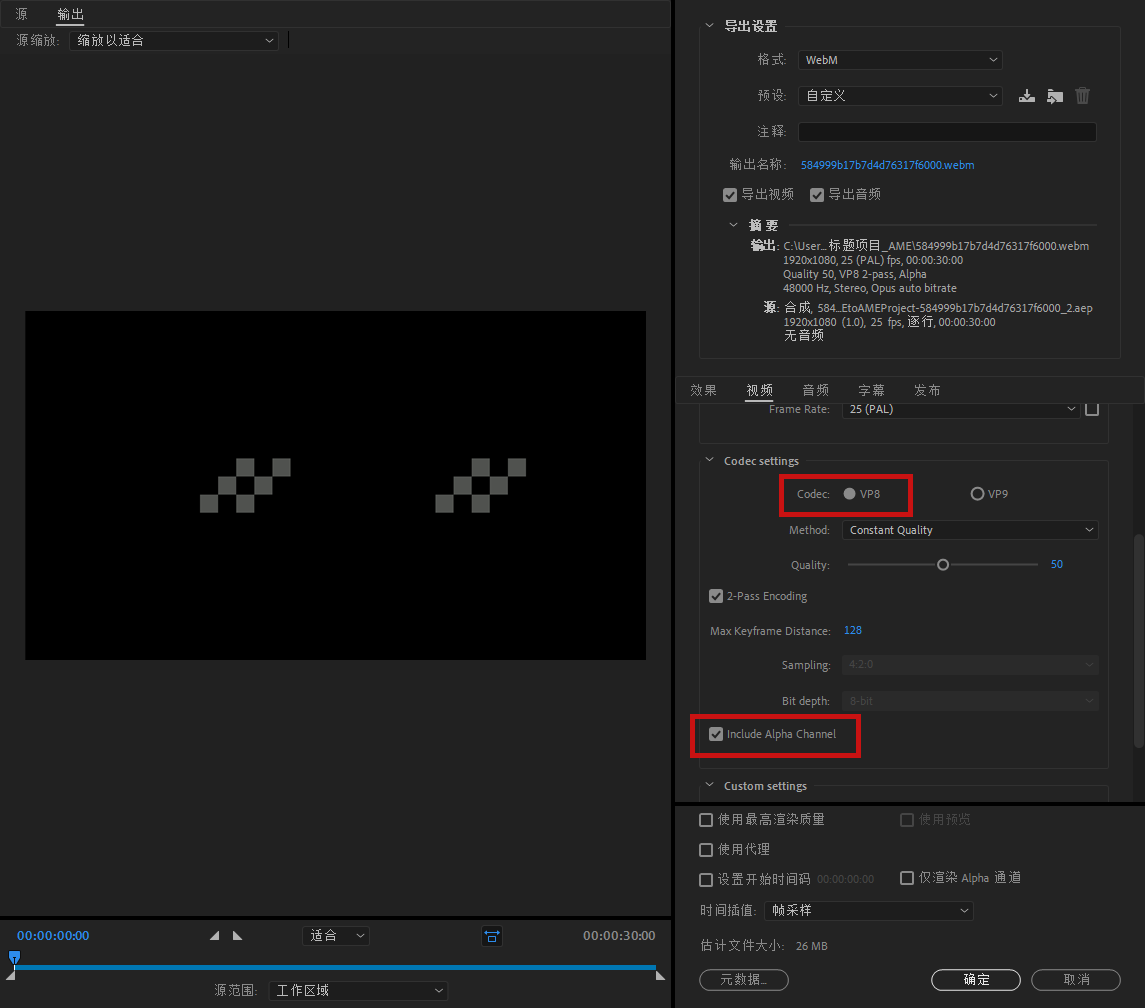 源 输出
源缩放: 缩放以适合
00:00:00:00 适合 00:00:30:00
源范围: 工作区域
导出设置
格式: WebM
预设: 自定义
注释:
输出名称: 584999b17b7d4d76317f6000.webm
导出视频 导出音频
摘要
输出: C:\User... 标题项目_AME\584999b17b7d4d76317f6000.webm
1920x1080, 25 (PAL) fps, 00:00:30:00
Quality 50, VP8 2-pass, Alpha
48000 Hz, Stereo, Opus auto bitrate
源: 合成, 584...EtoAMEProject-584999b17b7d4d76317f6000_2.aep
1920x1080 (1.0), 25 fps, 逐行, 00:00:30:00
无音频
效果 视频 音频 字幕 发布
Frame Rate: 25 (PAL)
Codec settings
Codec: VP8 VP9
Method: Constant Quality
Quality: 50
2-Pass Encoding
Max Keyframe Distance: 128
Sampling: 4:2:0
Bit depth: 8-bit
Include Alpha Channel
Custom settings
使用最高渲染质量 使用预览
使用代理
设置开始时间码 00:00:00:00 仅渲染 Alpha 通道
时间插值: 帧采样
估计文件大小: 26 MB
元数据... 确定 取消